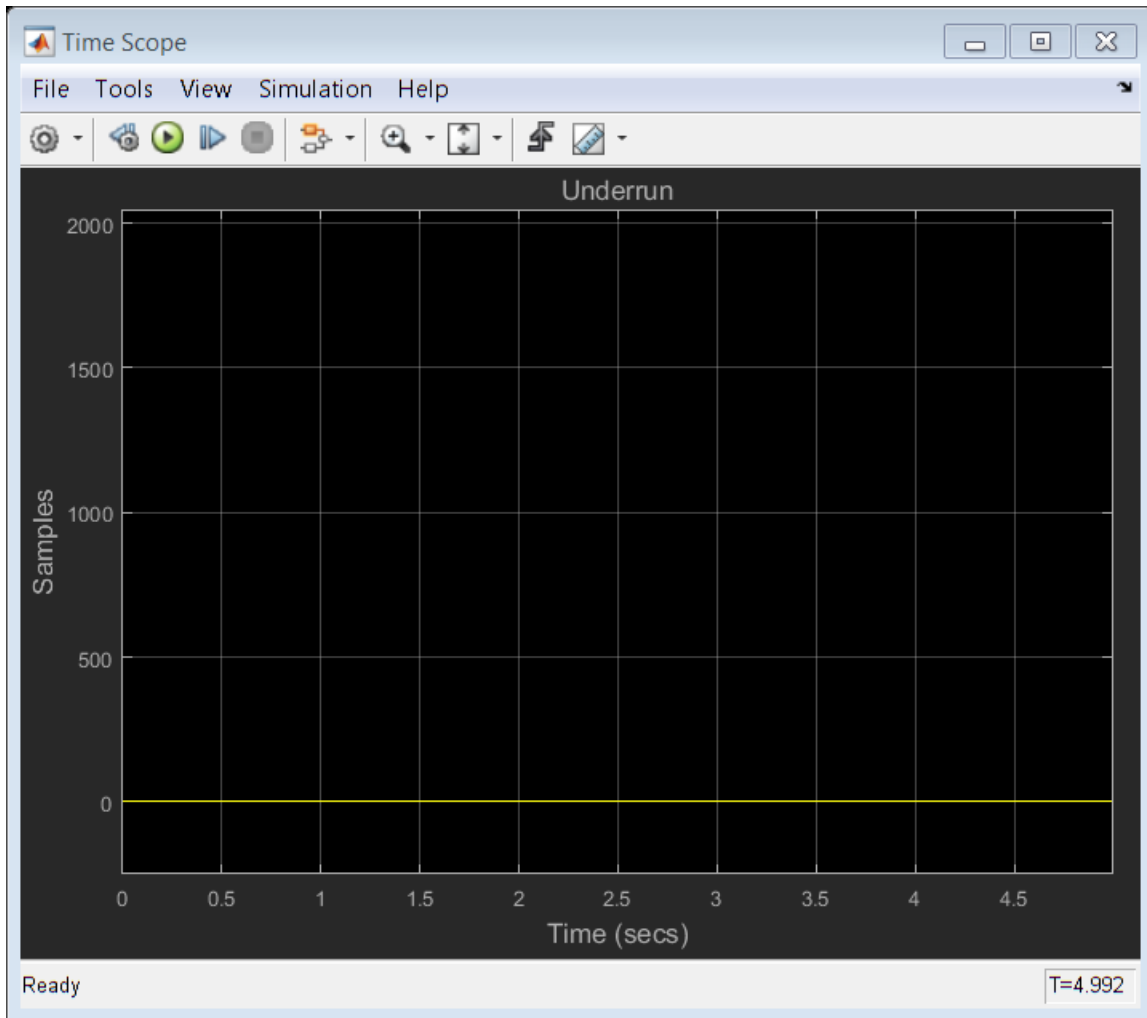 Time Scope
File Tools View Simulation Help
Underrun
2000
1500
1000
500
0
Samples
0 0.5 1 1.5 2 2.5 3 3.5 4 4.5
Time (secs)
Ready T=4.992